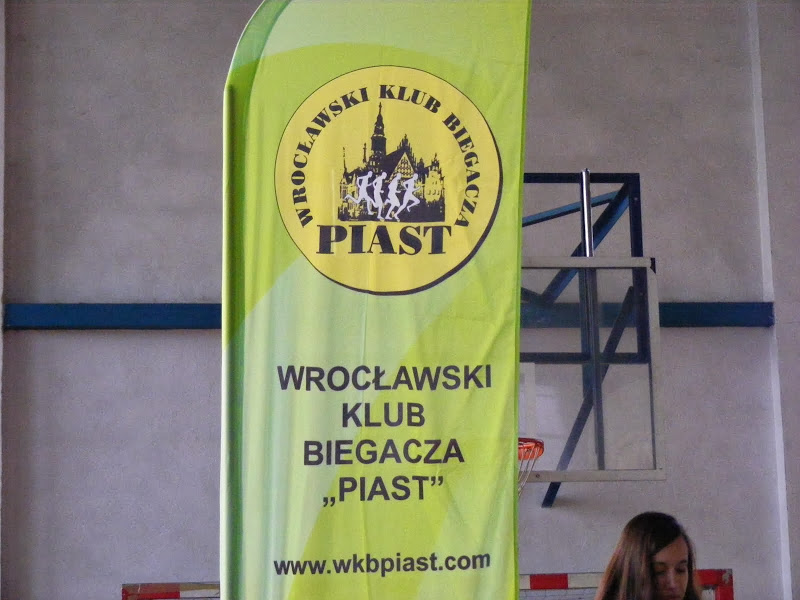 WROCŁAWSKI KLUB BIEGACZA
PIAST
WROCŁAWSKI
KLUB
BIEGACZA
„PIAST”
www.wkbpiast.com